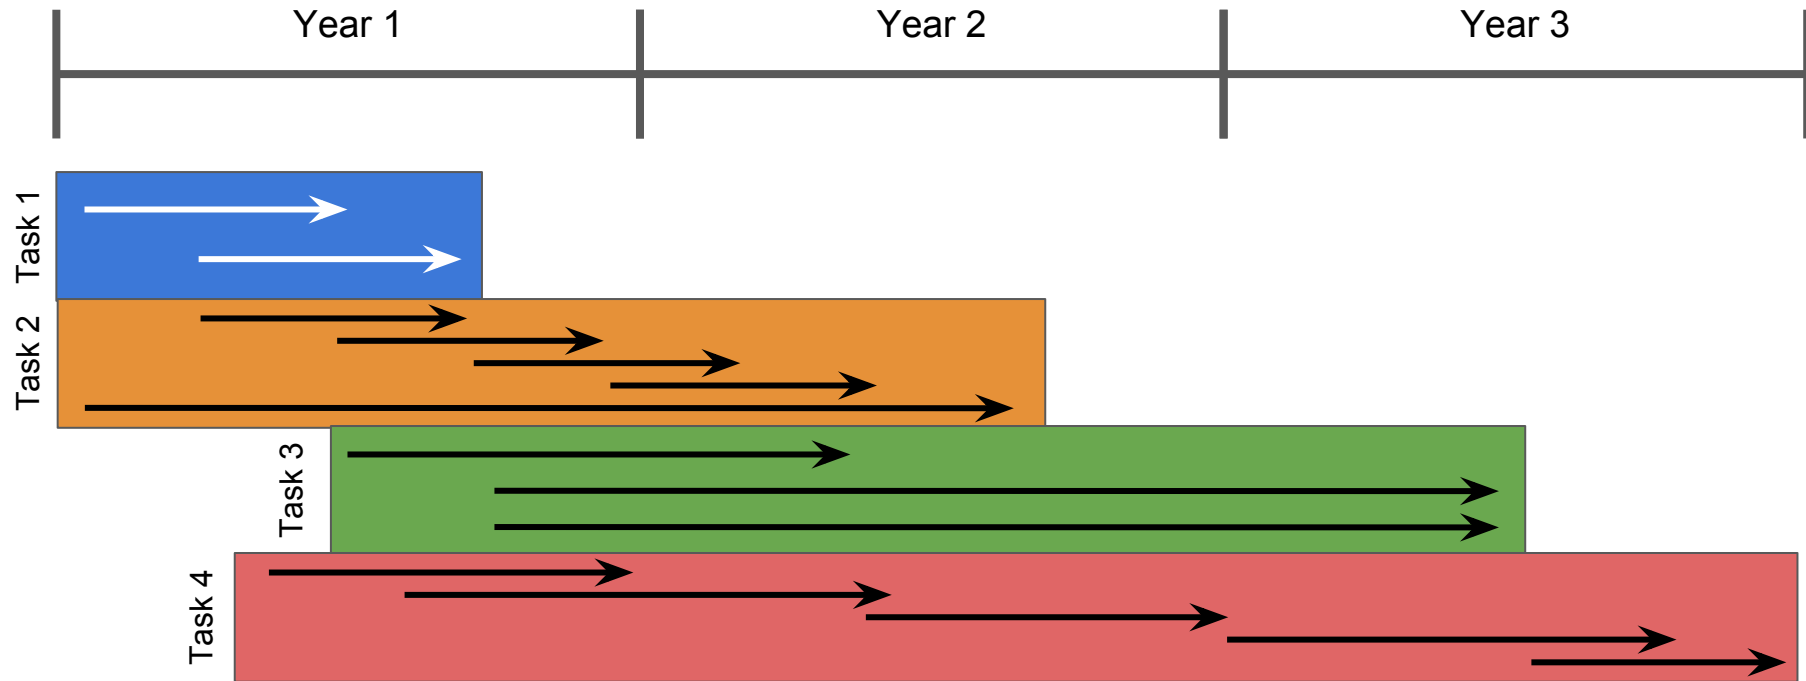 Year 1
Year 2
Year 3
Task 1
Task 2
Task 3
Task 4